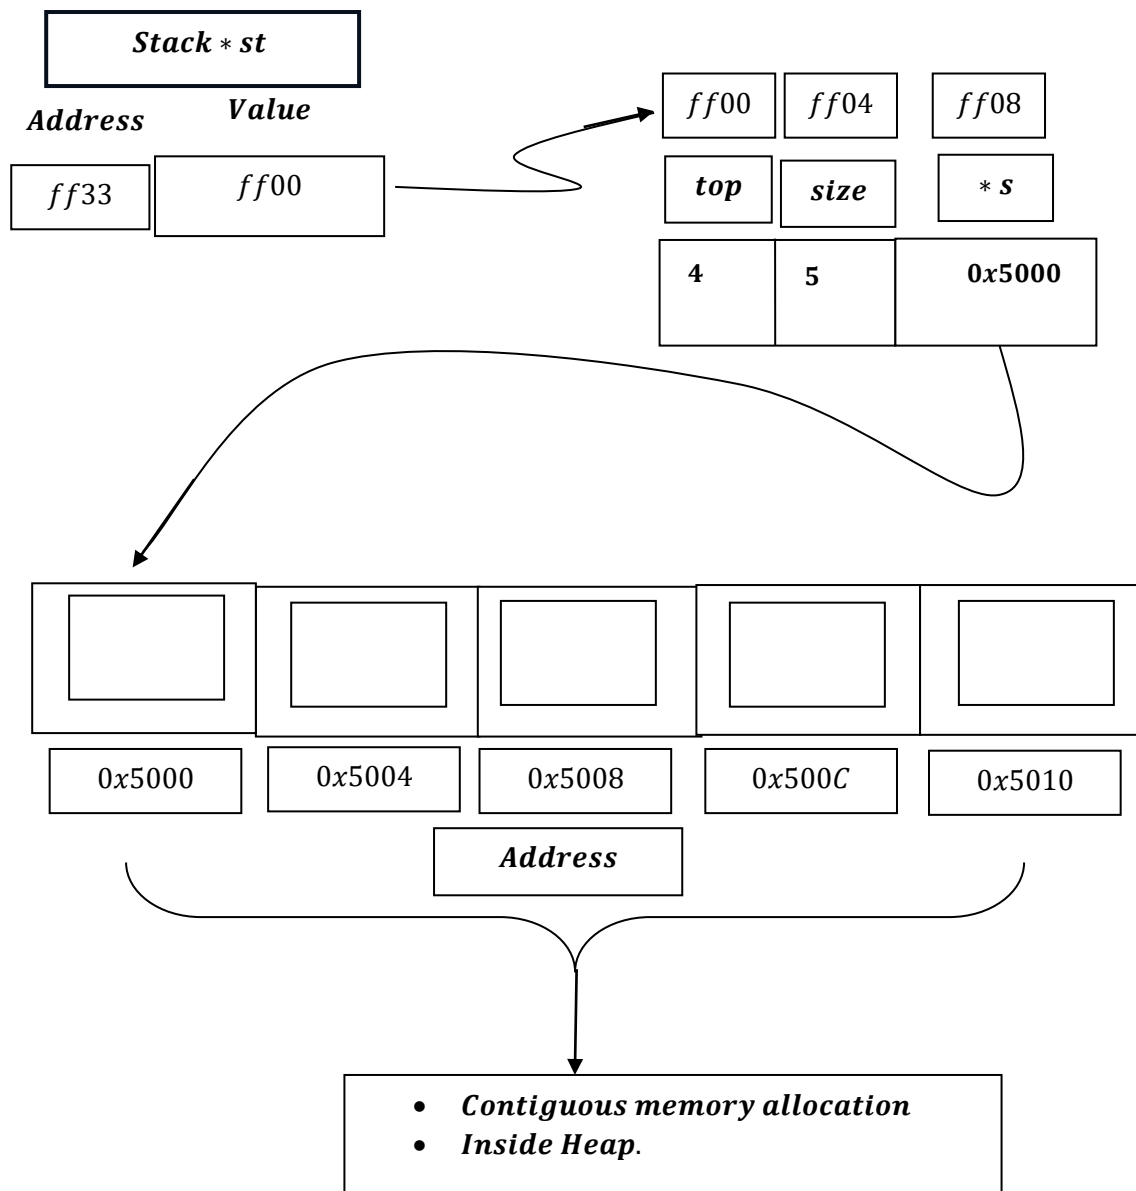 Stack ∗ st
Address Value
ff33 ff00
ff00 ff04 ff08
top size ∗ s
4 5 0x5000
0x5000 0x5004 0x5008 0x500C 0x5010
Address
• Contiguous memory allocation
• Inside Heap.